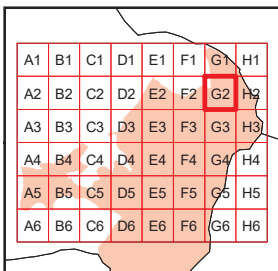 A1 B1 C1 D1 E1 F1 G1 H1
A2 B2 C2 D2 E2 F2 G2 H2
A3 B3 C3 D3 E3 F3 G3 H3
A4 B4 C4 D4 E4 F4 G4 H4
A5 B5 C5 D5 E5 F5 G5 H5
A6 B6 C6 D6 E6 F6 G6 H6